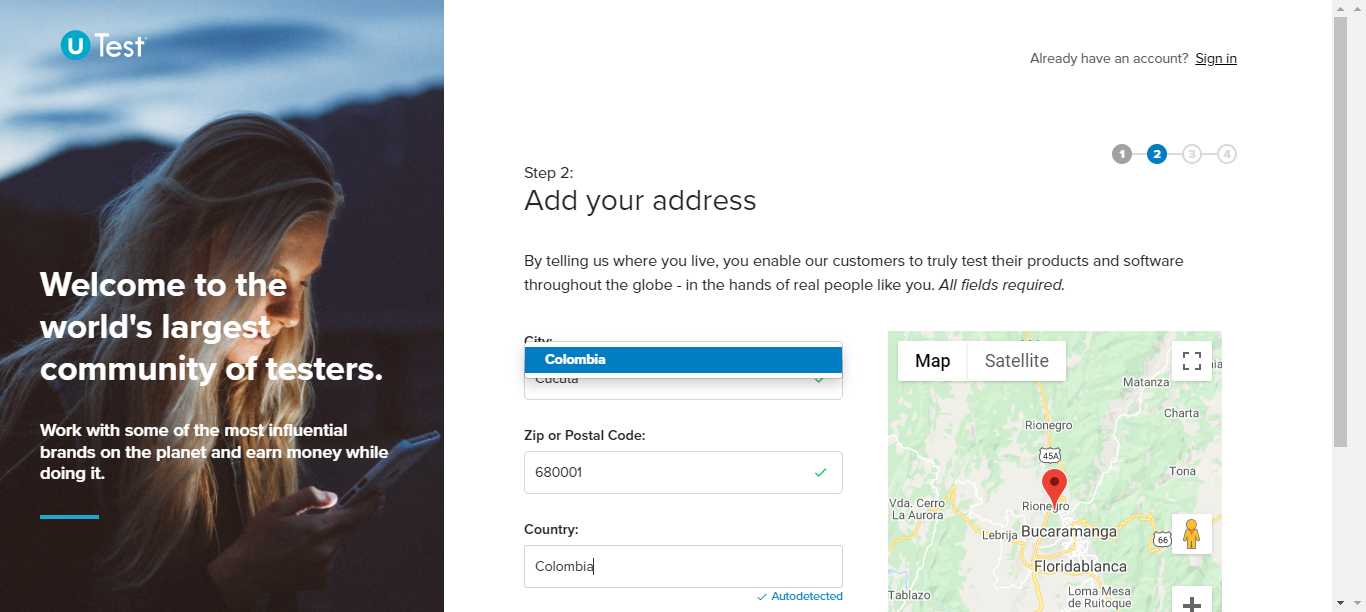 U Test
Already have an account? Sign in
1 2 3 4
Step 2:
Add your address
By telling us where you live, you enable our customers to truly test their products and software
throughout the globe - in the hands of real people like you. All fields required.
Welcome to the
world's largest
community of testers.
Work with some of the most influential
brands on the planet and earn money while
doing it.
City:
Colombia
Cucuta
Zip or Postal Code:
680001
Country:
Colombia
Autodetected
Map
Satellite
Matanza
Charta
Rionegro
45A
Tona
Vda. Cerro
La Aurora
Rionegro
Bucaramanga
Lebrija
66
Floridablanca
Tablazo
Loma Mesa
de Ruitoque